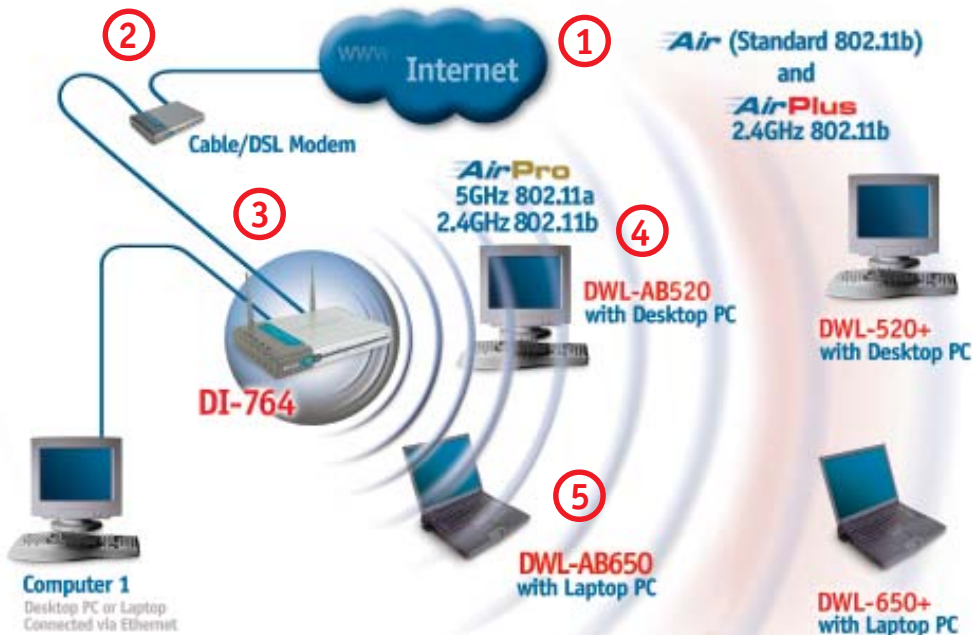 2
www
Internet
1
Air (Standard 802.11b)
and
AirPlus
2.4GHz 802.11b
Cable/DSL Modem
AirPro
5GHz 802.11a
2.4GHz 802.11b
3
4
DWL-AB520
with Desktop PC
DWL-520+
with Desktop PC
DI-764
5
DWL-AB650
with Laptop PC
Computer 1
Desktop PC or Laptop
Connected via Ethernet
DWL-650+
with Laptop PC